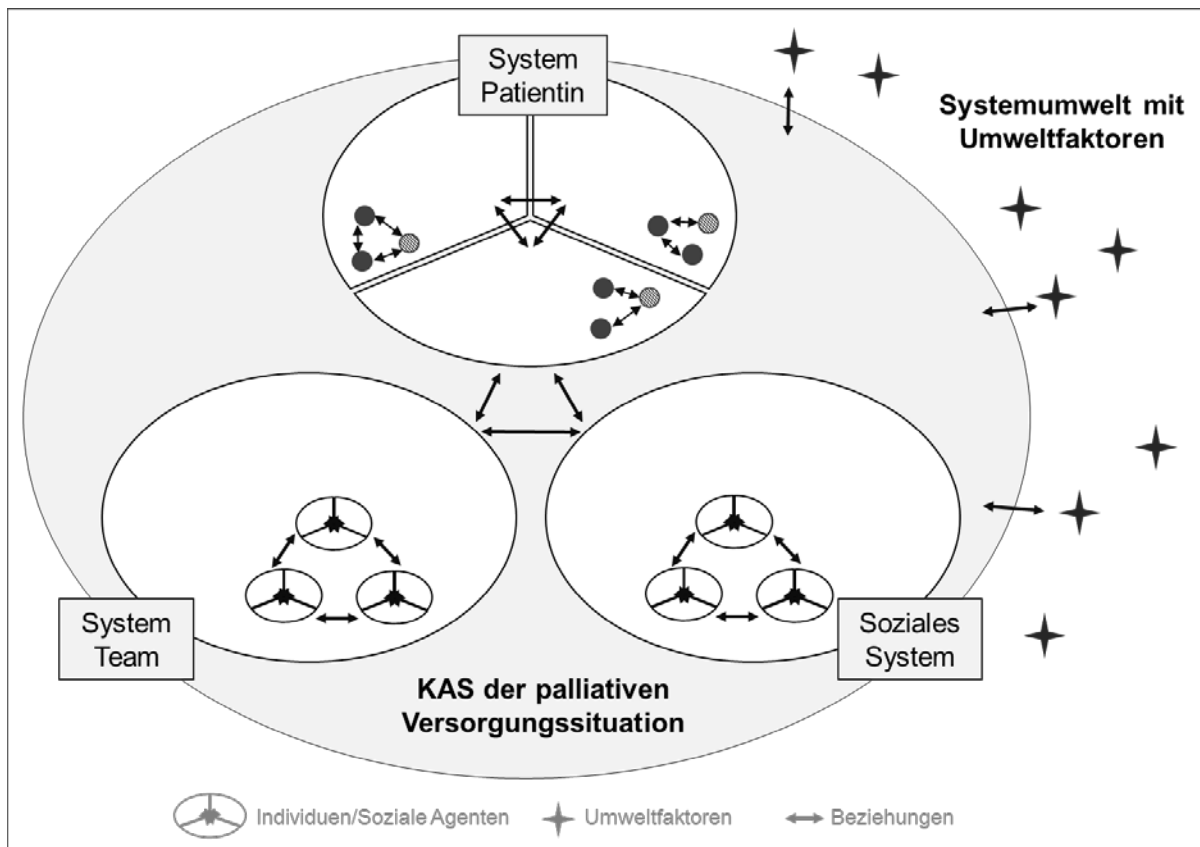 System
Patientin
Systemumwelt mit
Umweltfaktoren
System
Team
Soziales
System
KAS der palliativen
Versorgungssituation
Individuen/Soziale Agenten
Umweltfaktoren
Beziehungen